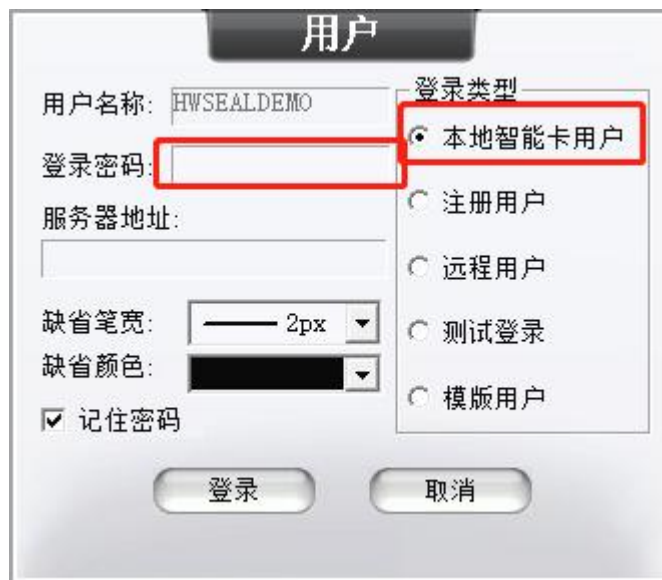 用户
用户名称: HWSEALDEMO
登录密码:
服务器地址:
缺省笔宽: 2px
缺省颜色:
记住密码
登录类型
本地智能卡用户
注册用户
远程用户
测试登录
模版用户
登录 取消